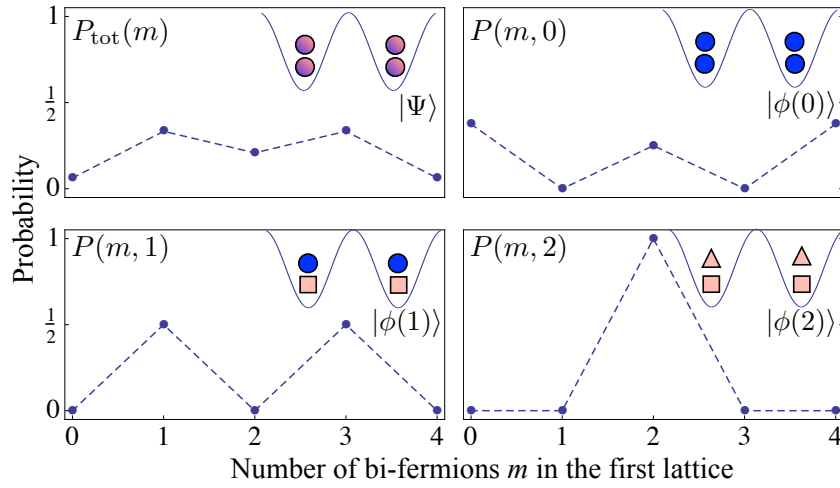 P_tot(m)
|Ψ⟩
1
1/2
0
P(m, 0)
|ϕ(0)⟩
Probability
P(m, 1)
|ϕ(1)⟩
1
1/2
0
0 1 2 3 4
P(m, 2)
|ϕ(2)⟩
0 1 2 3 4
Number of bi-fermions m in the first lattice